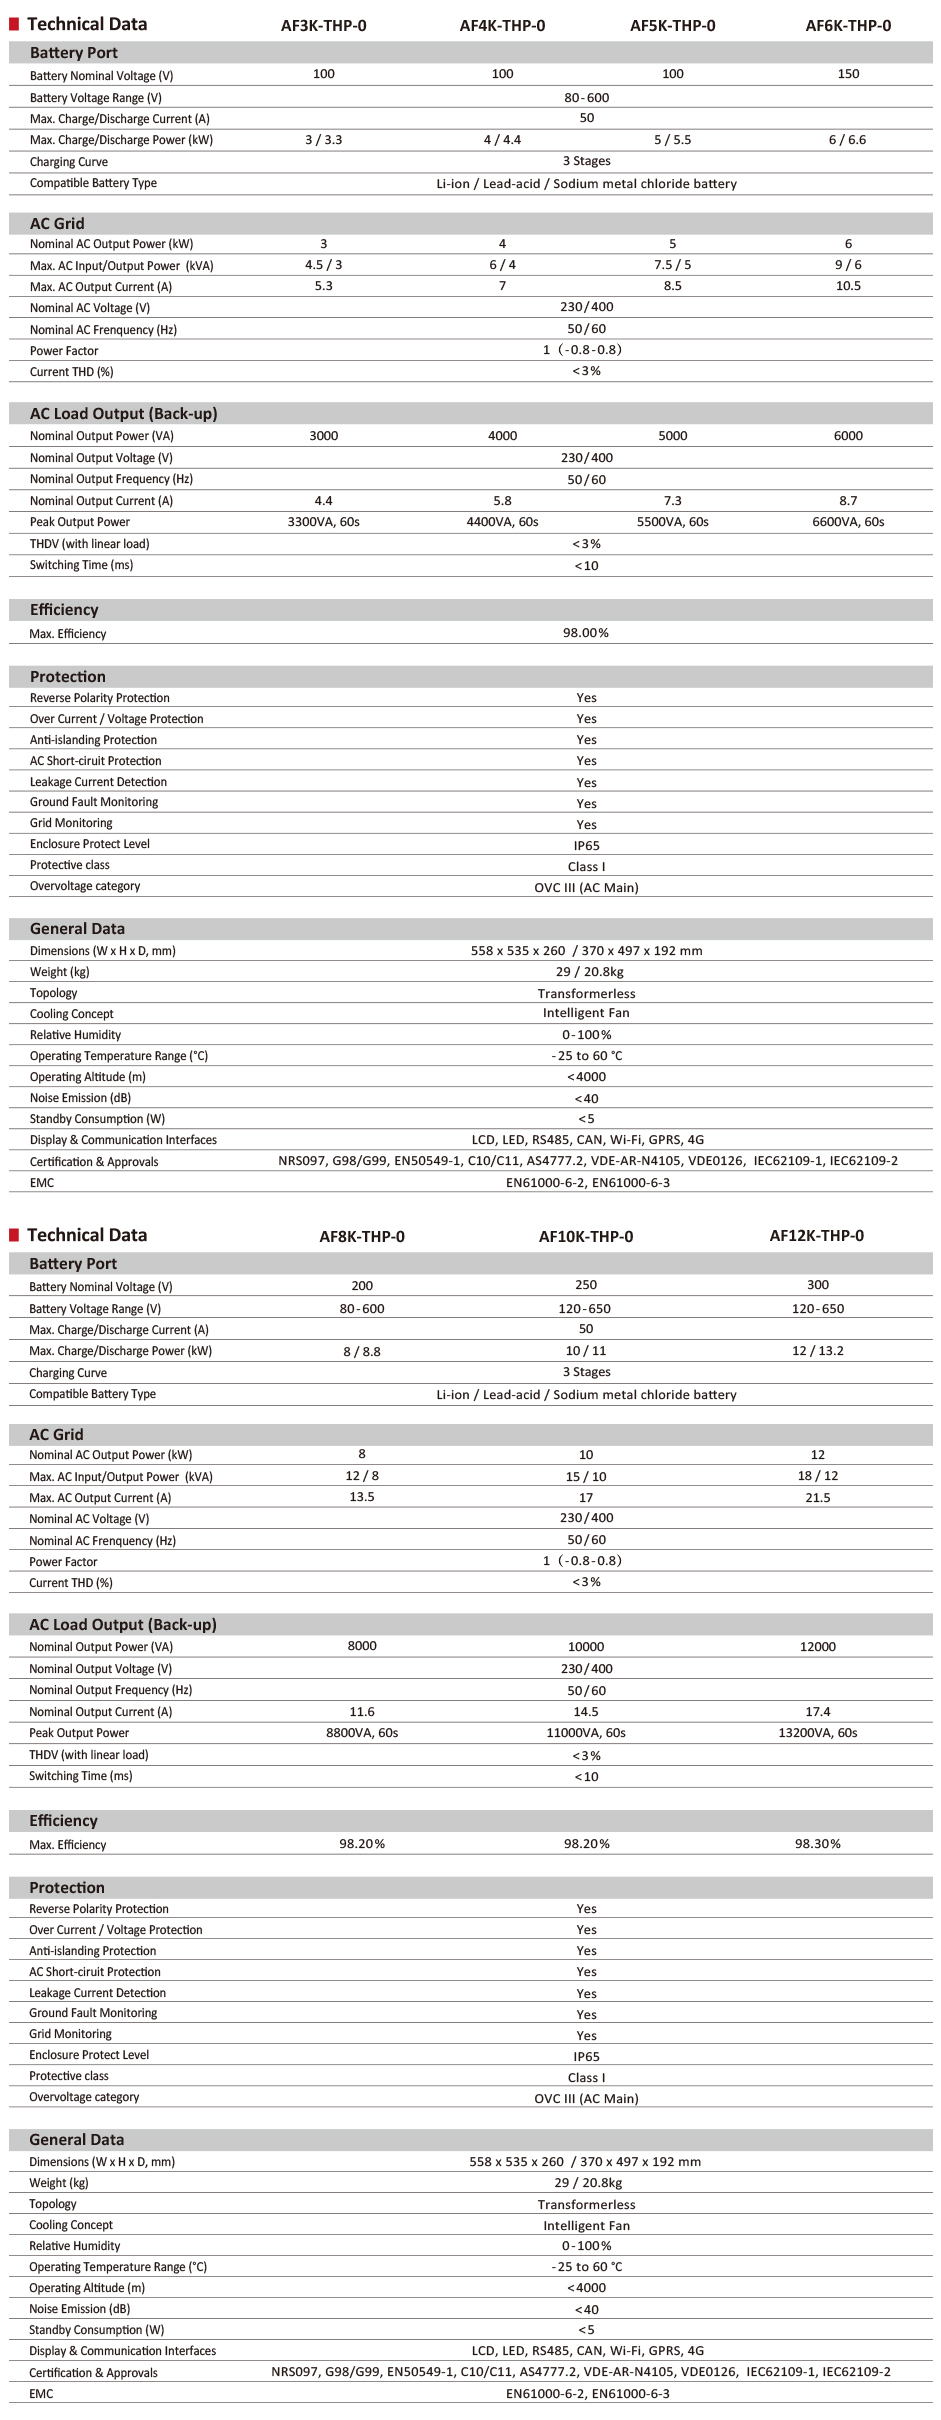 Technical Data AF3K-THP-0 AF4K-THP-0 AF5K-THP-0 AF6K-THP-0
Battery Port
Battery Nominal Voltage (V) 100 100 100 150
Battery Voltage Range (V) 80-600
Max. Charge/Discharge Current (A) 50
Max. Charge/Discharge Power (kW) 3 / 3.3 4 / 4.4 5 / 5.5 6 / 6.6
Charging Curve 3 Stages
Compatible Battery Type Li-ion / Lead-acid / Sodium metal chloride battery
AC Grid
Nominal AC Output Power (kW) 3 4 5 6
Max. AC Input/Output Power (kVA) 4.5 / 3 6 / 4 7.5 / 5 9 / 6
Max. AC Output Current (A) 5.3 7 8.5 10.5
Nominal AC Voltage (V) 230/400
Nominal AC Frenquency (Hz) 50/60
Power Factor 1（-0.8-0.8）
Current THD (%) <3%
AC Load Output (Back-up)
Nominal Output Power (VA) 3000 4000 5000 6000
Nominal Output Voltage (V) 230/400
Nominal Output Frequency (Hz) 50/60
Nominal Output Current (A) 4.4 5.8 7.3 8.7
Peak Output Power 3300VA, 60s 4400VA, 60s 5500VA, 60s 6600VA, 60s
THDV (with linear load) <3%
Switching Time (ms) <10
Efficiency
Max. Efficiency 98.00%
Protection
Reverse Polarity Protection Yes
Over Current / Voltage Protection Yes
Anti-islanding Protection Yes
AC Short-ciruit Protection Yes
Leakage Current Detection Yes
Ground Fault Monitoring Yes
Grid Monitoring Yes
Enclosure Protect Level IP65
Protective class Class I
Overvoltage category OVC III (AC Main)
General Data
Dimensions (W x H x D, mm) 558 x 535 x 260 / 370 x 497 x 192 mm
Weight (kg) 29 / 20.8kg
Topology Transformerless
Cooling Concept Intelligent Fan
Relative Humidity 0-100%
Operating Temperature Range (°C) -25 to 60 °C
Operating Altitude (m) <4000
Noise Emission (dB) <40
Standby Consumption (W) <5
Display & Communication Interfaces LCD, LED, RS485, CAN, Wi-Fi, GPRS, 4G
Certification & Approvals NRS097, G98/G99, EN50549-1, C10/C11, AS4777.2, VDE-AR-N4105, VDE0126, IEC62109-1, IEC62109-2
EMC EN61000-6-2, EN61000-6-3
Technical Data AF8K-THP-0 AF10K-THP-0 AF12K-THP-0
Battery Port
Battery Nominal Voltage (V) 200 250 300
Battery Voltage Range (V) 80-600 120-650 120-650
Max. Charge/Discharge Current (A) 50
Max. Charge/Discharge Power (kW) 8 / 8.8 10 / 11 12 / 13.2
Charging Curve 3 Stages
Compatible Battery Type Li-ion / Lead-acid / Sodium metal chloride battery
AC Grid
Nominal AC Output Power (kW) 8 10 12
Max. AC Input/Output Power (kVA) 12 / 8 15 / 10 18 / 12
Max. AC Output Current (A) 13.5 17 21.5
Nominal AC Voltage (V) 230/400
Nominal AC Frenquency (Hz) 50/60
Power Factor 1（-0.8-0.8）
Current THD (%) <3%
AC Load Output (Back-up)
Nominal Output Power (VA) 8000 10000 12000
Nominal Output Voltage (V) 230/400
Nominal Output Frequency (Hz) 50/60
Nominal Output Current (A) 11.6 14.5 17.4
Peak Output Power 8800VA, 60s 11000VA, 60s 13200VA, 60s
THDV (with linear load) <3%
Switching Time (ms) <10
Efficiency
Max. Efficiency 98.20% 98.20% 98.30%
Protection
Reverse Polarity Protection Yes
Over Current / Voltage Protection Yes
Anti-islanding Protection Yes
AC Short-ciruit Protection Yes
Leakage Current Detection Yes
Ground Fault Monitoring Yes
Grid Monitoring Yes
Enclosure Protect Level IP65
Protective class Class I
Overvoltage category OVC III (AC Main)
General Data
Dimensions (W x H x D, mm) 558 x 535 x 260 / 370 x 497 x 192 mm
Weight (kg) 29 / 20.8kg
Topology Transformerless
Cooling Concept Intelligent Fan
Relative Humidity 0-100%
Operating Temperature Range (°C) -25 to 60 °C
Operating Altitude (m) <4000
Noise Emission (dB) <40
Standby Consumption (W) <5
Display & Communication Interfaces LCD, LED, RS485, CAN, Wi-Fi, GPRS, 4G
Certification & Approvals NRS097, G98/G99, EN50549-1, C10/C11, AS4777.2, VDE-AR-N4105, VDE0126, IEC62109-1, IEC62109-2
EMC EN61000-6-2, EN61000-6-3